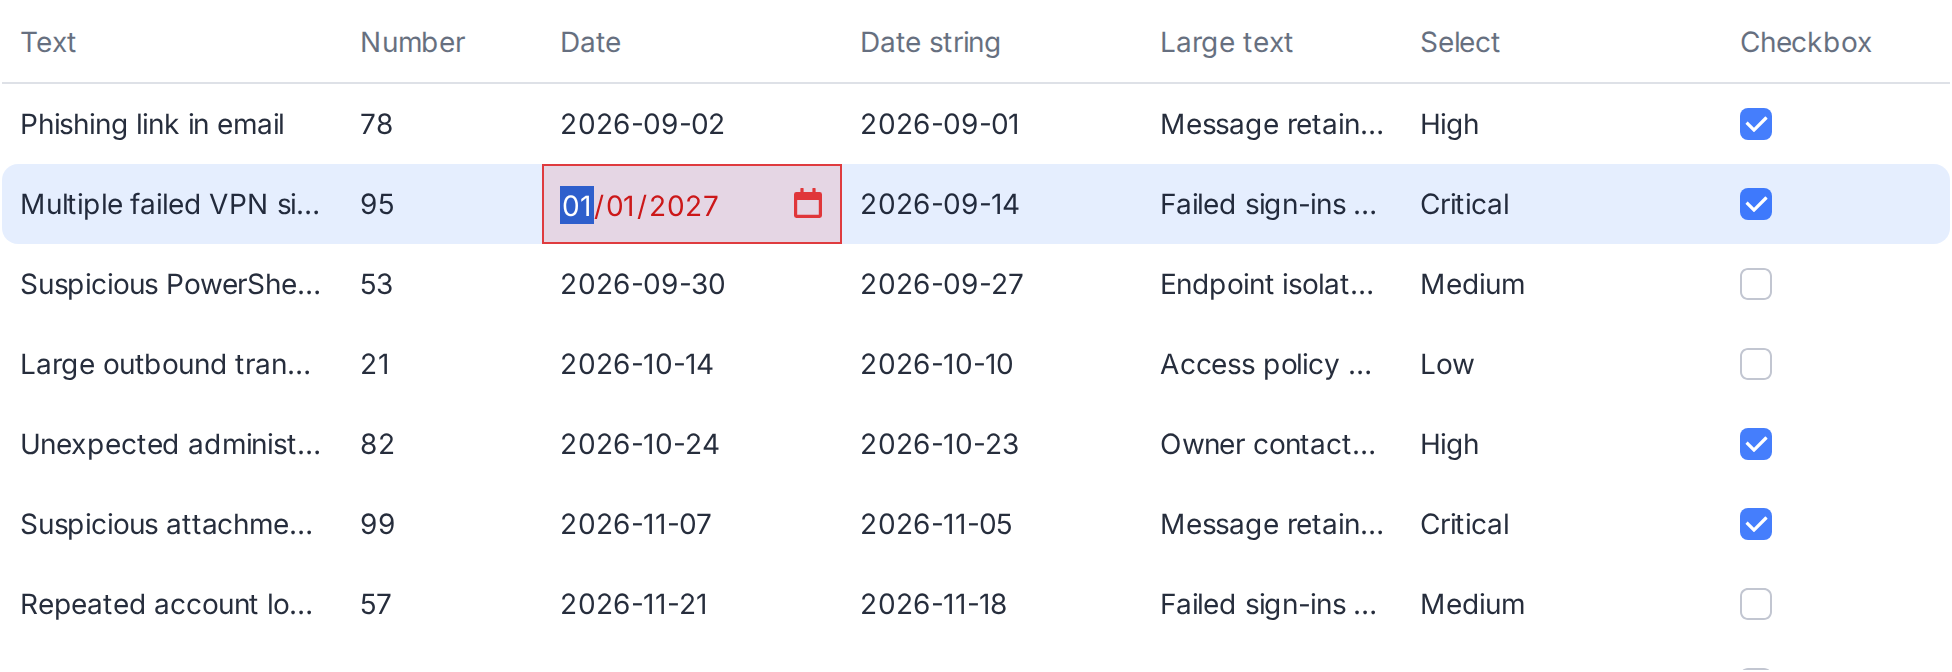 Text Number Date Date string Large text Select Checkbox
Phishing link in email 78 2026-09-02 2026-09-01 Message retain... High
Multiple failed VPN si... 95 01/01/2027 2026-09-14 Failed sign-ins ... Critical
Suspicious PowerShe... 53 2026-09-30 2026-09-27 Endpoint isolat... Medium
Large outbound tran... 21 2026-10-14 2026-10-10 Access policy ... Low
Unexpected administ... 82 2026-10-24 2026-10-23 Owner contact... High
Suspicious attachme... 99 2026-11-07 2026-11-05 Message retain... Critical
Repeated account lo... 57 2026-11-21 2026-11-18 Failed sign-ins ... Medium